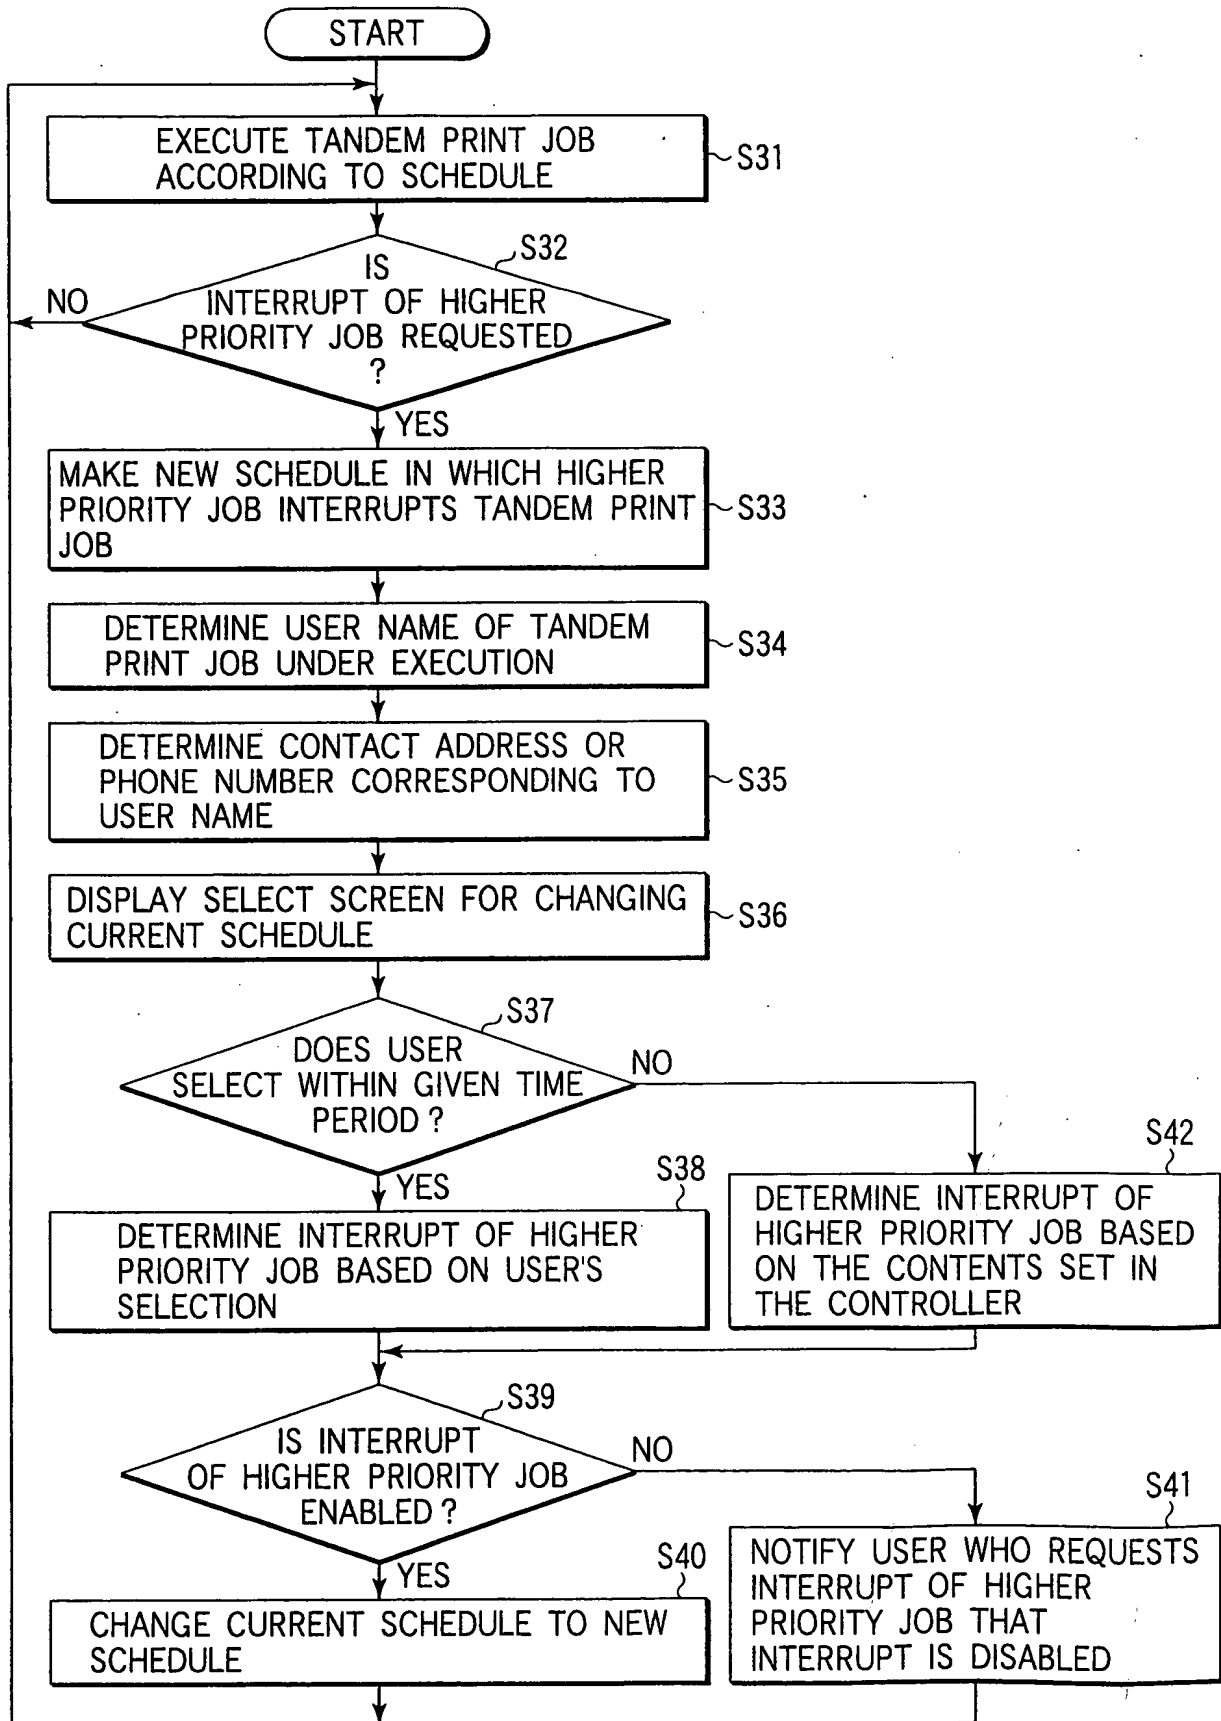 START
EXECUTE TANDEM PRINT JOB
ACCORDING TO SCHEDULE
S31
S32
IS
INTERRUPT OF HIGHER
PRIORITY JOB REQUESTED
?
NO
YES
MAKE NEW SCHEDULE IN WHICH HIGHER
PRIORITY JOB INTERRUPTS TANDEM PRINT
JOB
S33
DETERMINE USER NAME OF TANDEM
PRINT JOB UNDER EXECUTION
S34
DETERMINE CONTACT ADDRESS OR
PHONE NUMBER CORRESPONDING TO
USER NAME
S35
DISPLAY SELECT SCREEN FOR CHANGING
CURRENT SCHEDULE
S36
S37
DOES USER
SELECT WITHIN GIVEN TIME
PERIOD ?
NO
YES
S38
DETERMINE INTERRUPT OF HIGHER
PRIORITY JOB BASED ON USER'S
SELECTION
S42
DETERMINE INTERRUPT OF
HIGHER PRIORITY JOB BASED
ON THE CONTENTS SET IN
THE CONTROLLER
S39
IS INTERRUPT
OF HIGHER PRIORITY JOB
ENABLED ?
NO
YES
S40
CHANGE CURRENT SCHEDULE TO NEW
SCHEDULE
S41
NOTIFY USER WHO REQUESTS
INTERRUPT OF HIGHER
PRIORITY JOB THAT
INTERRUPT IS DISABLED